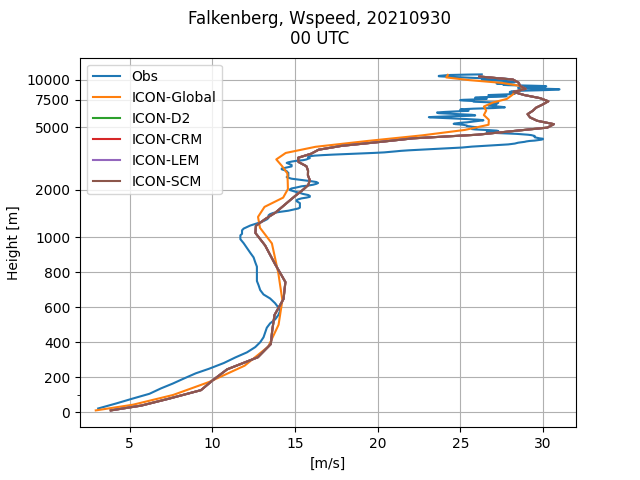 Falkenberg, Wspeed, 20210930
00 UTC
Obs
ICON-Global
ICON-D2
ICON-CRM
ICON-LEM
ICON-SCM
10000
7500
5000
2000
1000
800
600
400
200
0
Height [m]
5 10 15 20 25 30
[m/s]